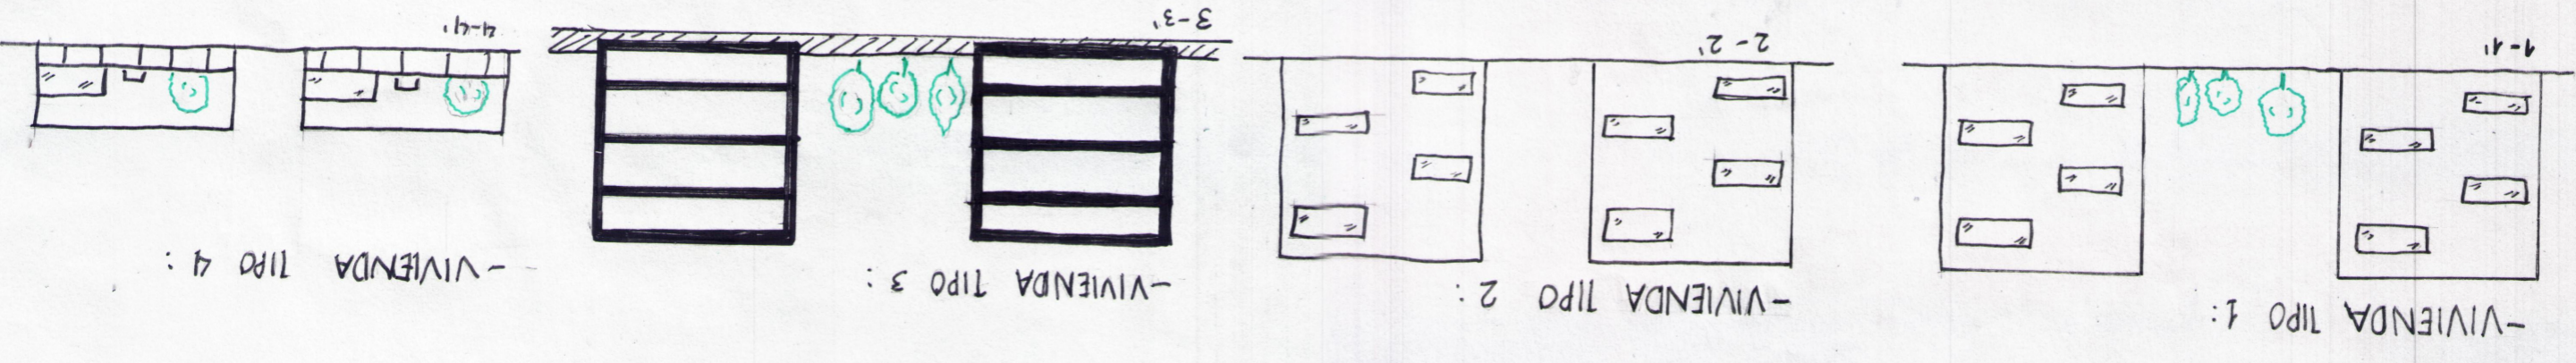 -VIVIENDA TIPO 1:
1-1'
-VIVIENDA TIPO 2:
2-2'
-VIVIENDA TIPO 3:
3-3'
-VIVIENDA TIPO 4:
4-4'